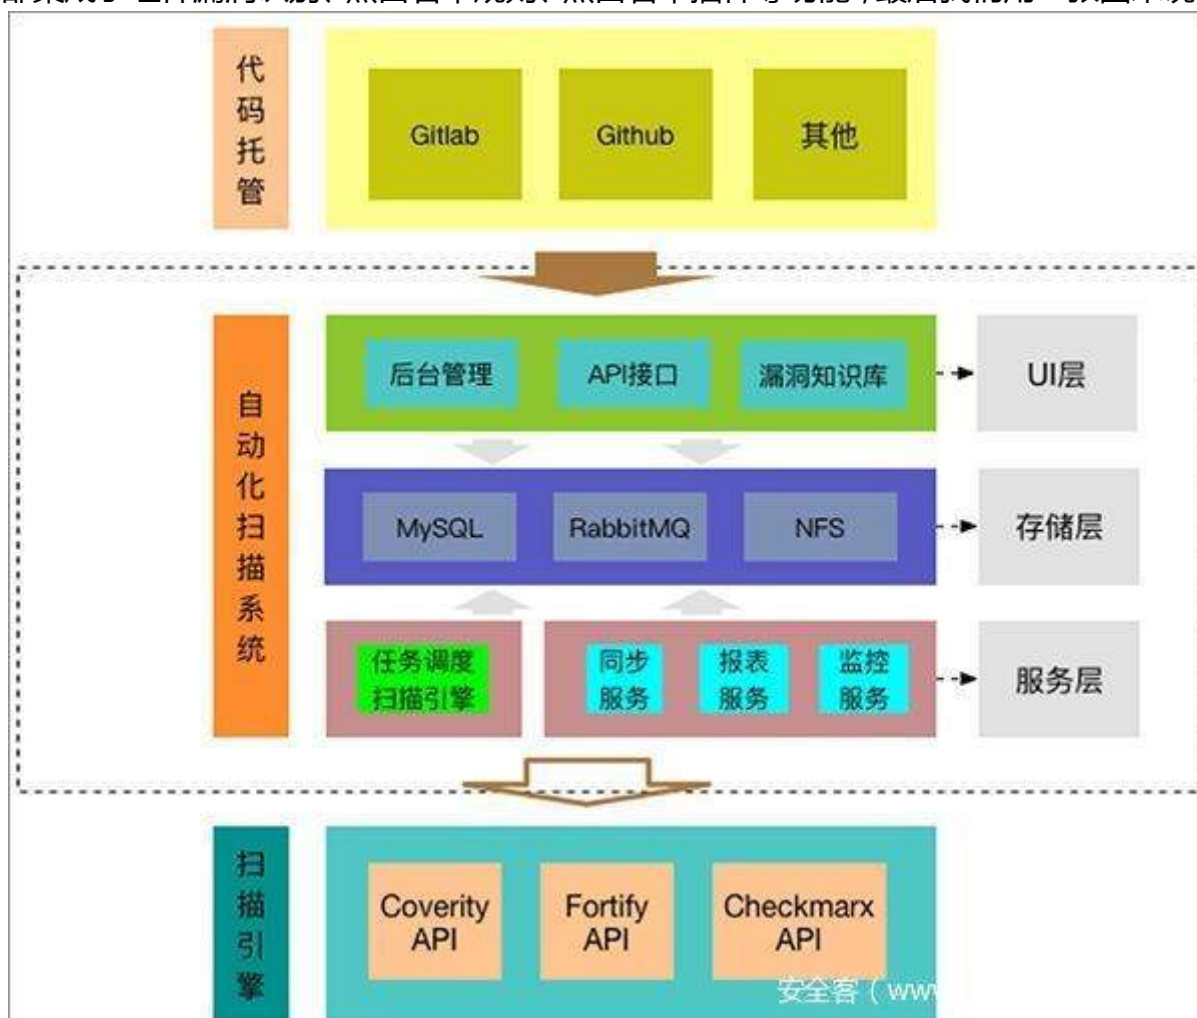 代码托管
Gitlab
Github
其他
自动化扫描系统
后台管理
API接口
漏洞知识库
UI层
MySQL
RabbitMQ
NFS
存储层
任务调度
扫描引擎
同步
服务
报表
服务
监控
服务
服务层
扫描引擎
Coverity
API
Fortify
API
Checkmarx
API
安全客（www